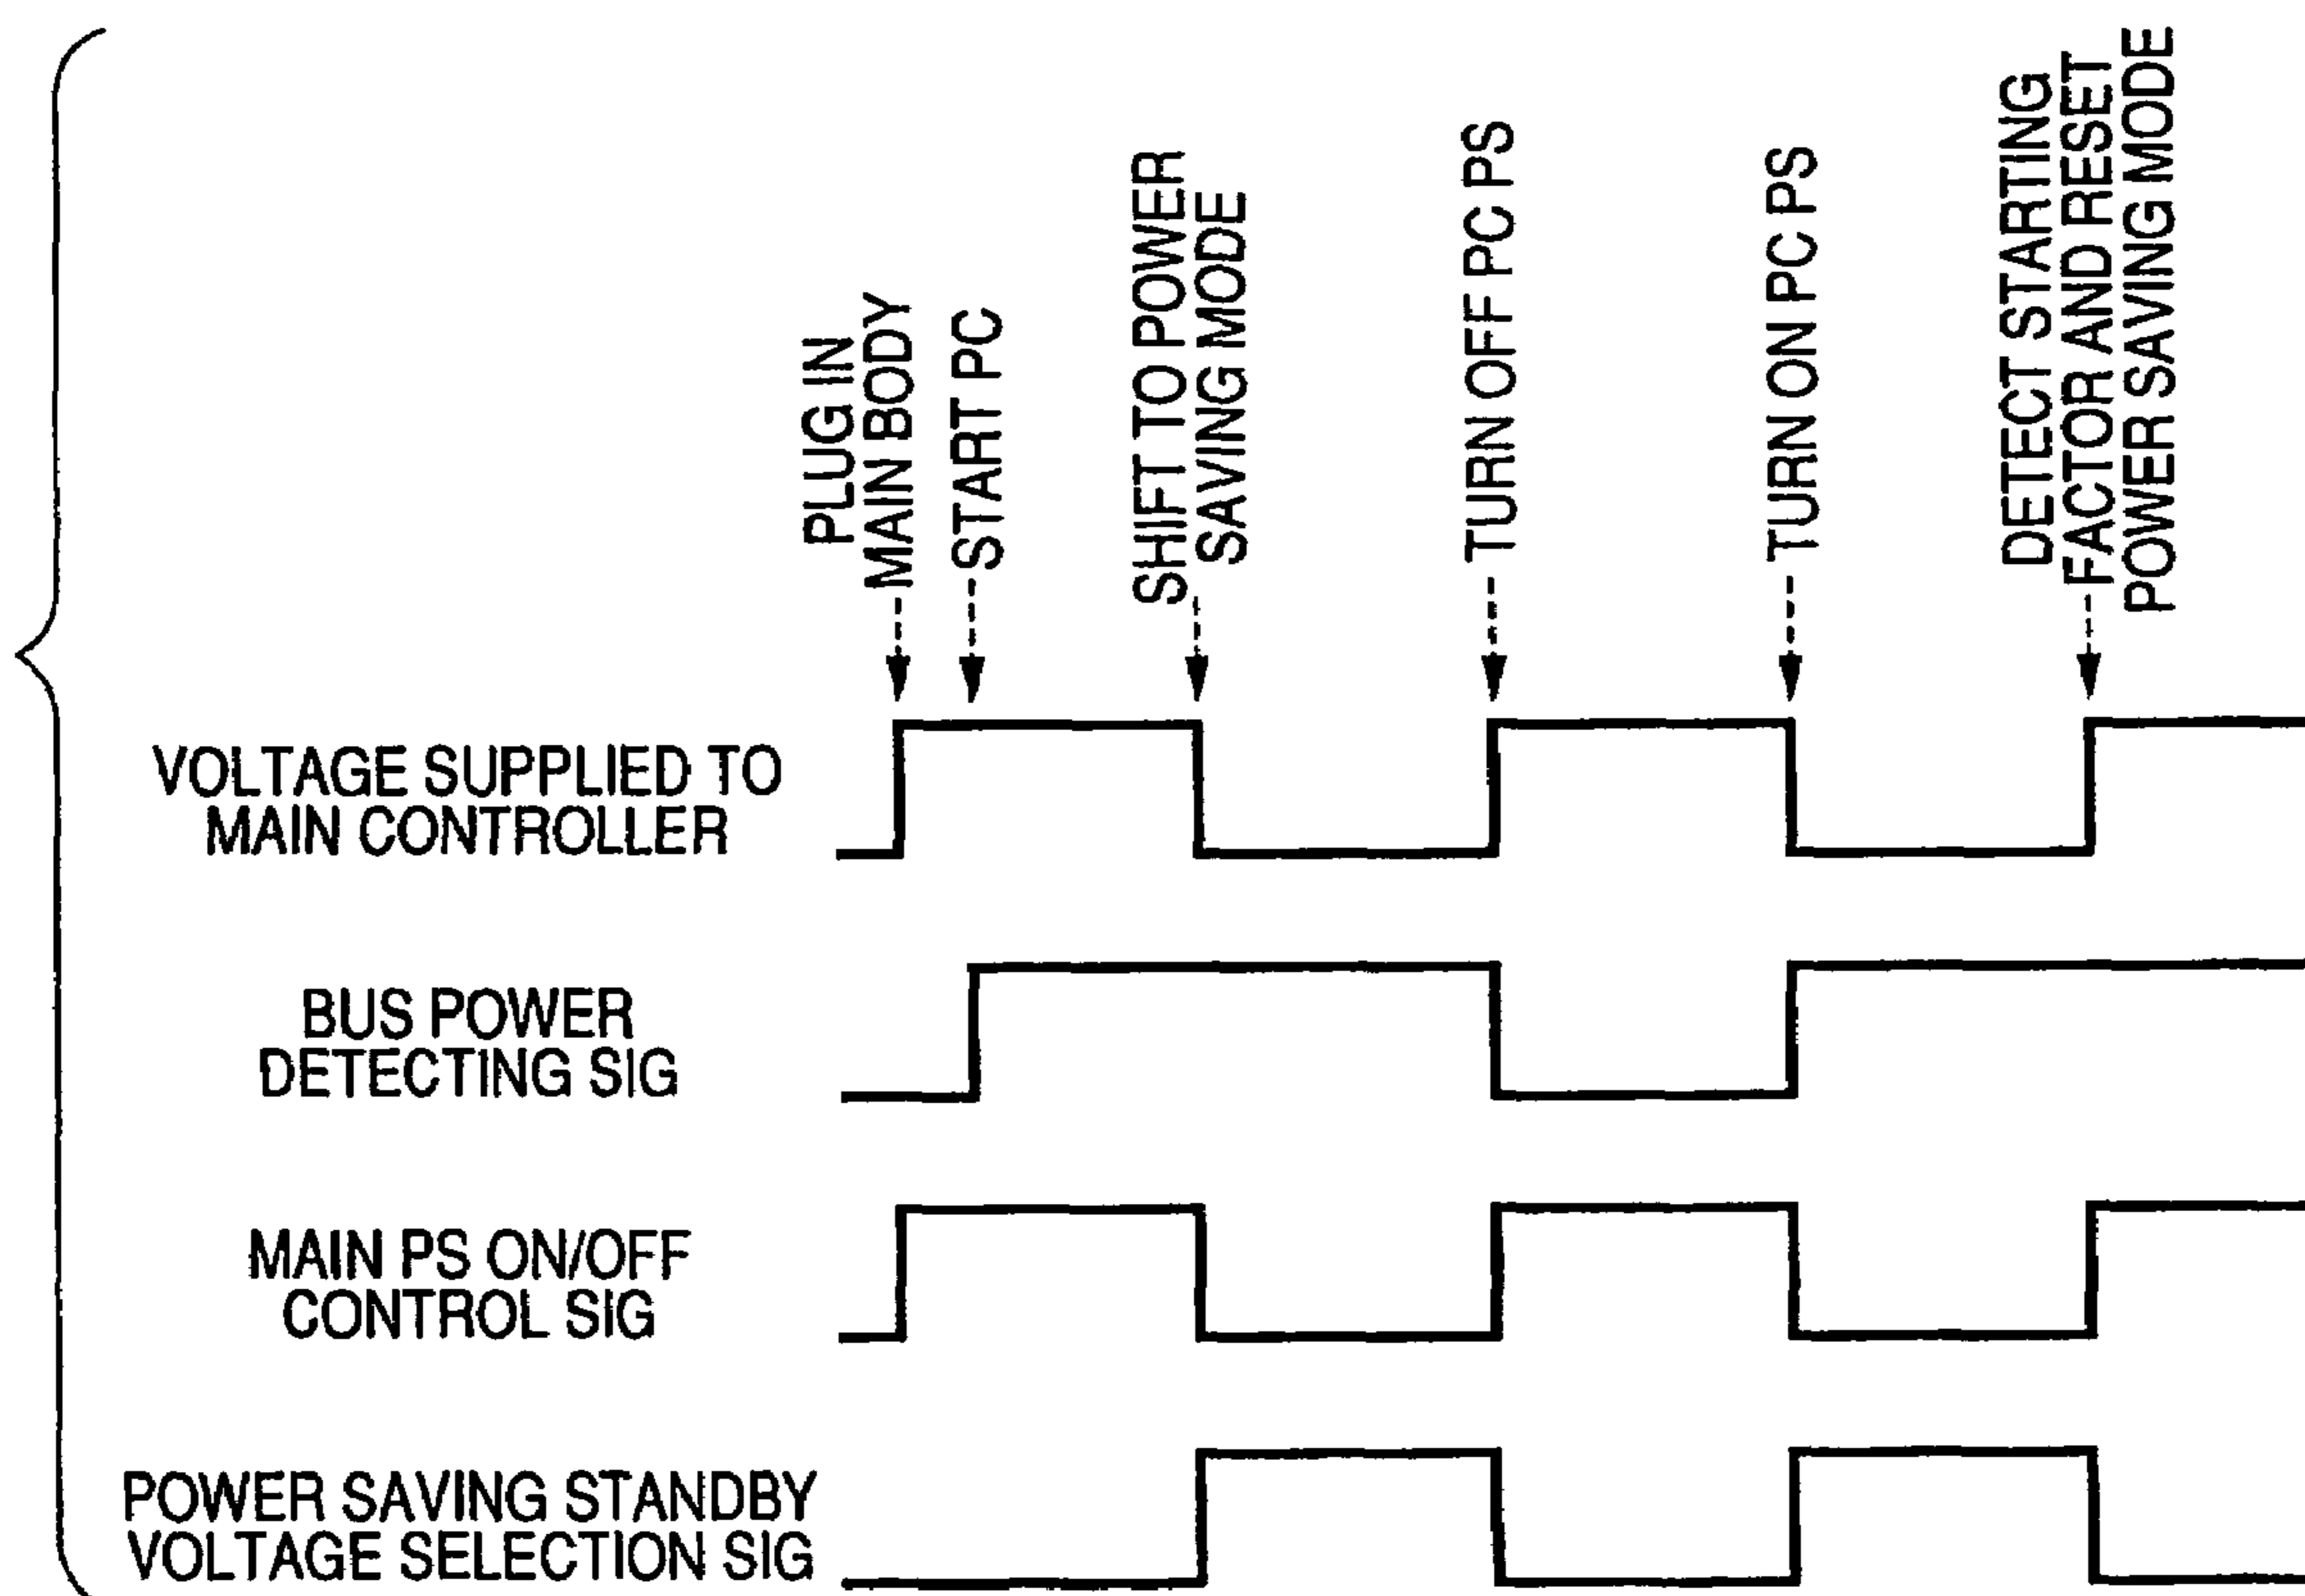 PLUG IN
MAIN BODY
START PC
SHIFT TO POWER
SAVING MODE
TURN OFF PC PS
TURN ON PC PS
DETECT STARTING
FACTOR AND RESET
POWER SAVING MODE
VOLTAGE SUPPLIED TO
MAIN CONTROLLER
BUS POWER
DETECTING SIG
MAIN PS ON/OFF
CONTROL SIG
POWER SAVING STANDBY
VOLTAGE SELECTION SIG